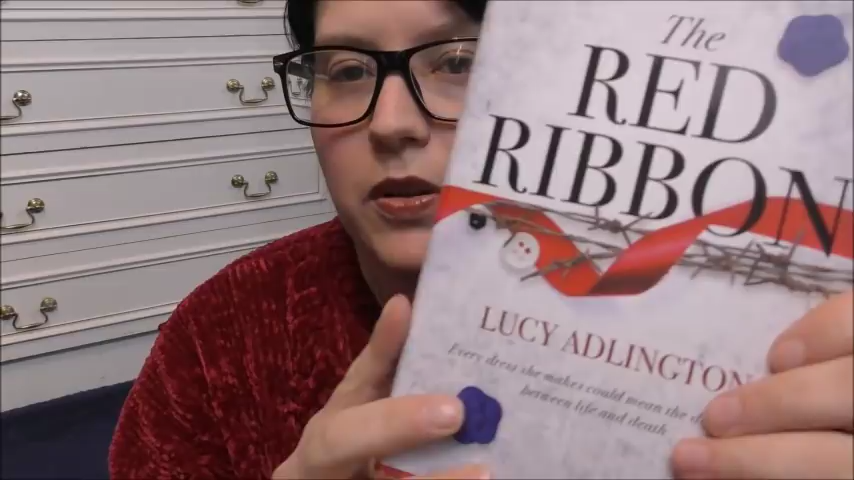 The
RED
RIBBON
LUCY ADLINGTON
Every dress she makes could mean the d
between life and death.